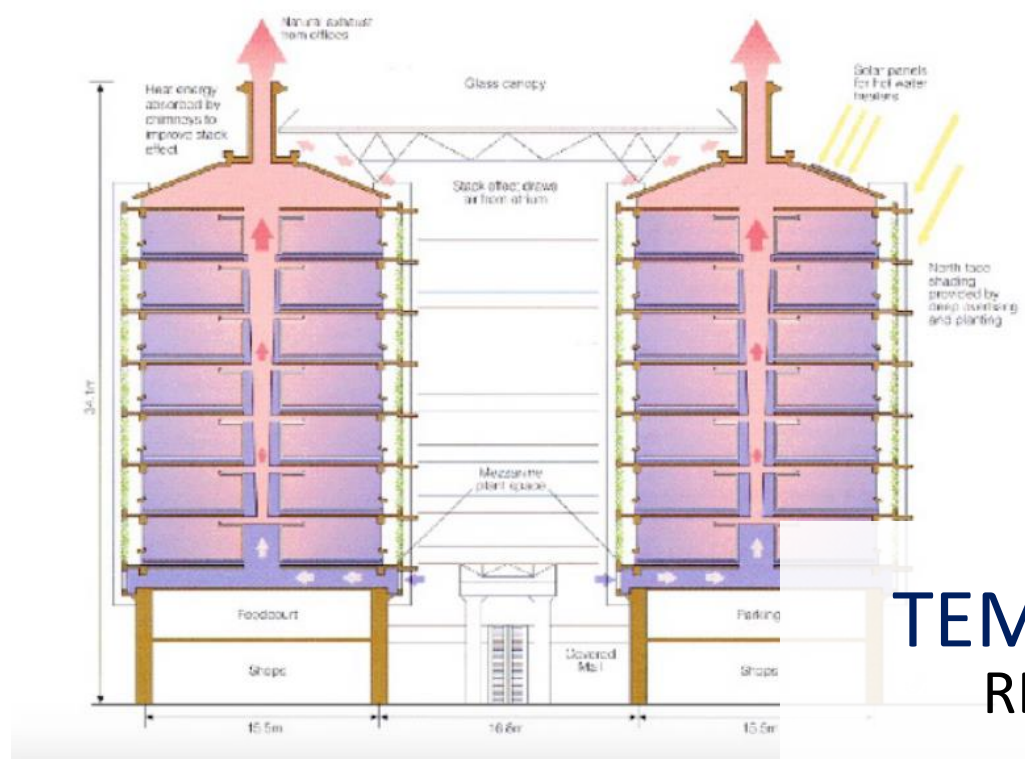 Natural exhaust
from offices
Heat energy
absorbed by
chimneys to
improve stack
effect
Glass canopy
Solar panels
for hot water
heaters
Stack effect draws
air from atrium
North face
shading
provided by
deep overhang
and planting
34.1m
Mezzanine
plant space
Foodcourt
Parking
Shops
Covered
Mall
Shops
15.5m
16.8m
15.5m
TEM